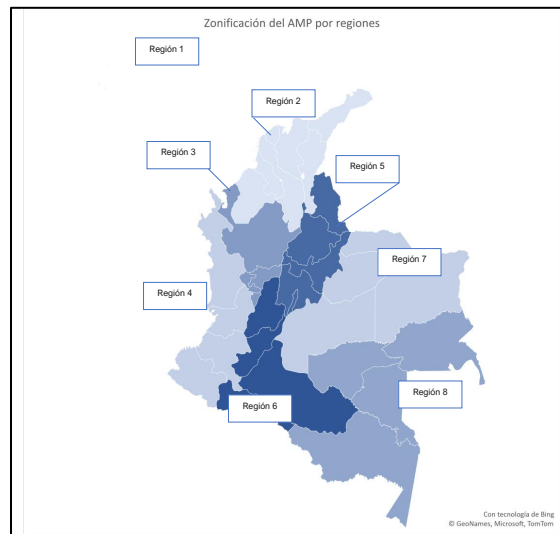 Zonificación del AMP por regiones
Región 1
Región 2
Región 3
Región 5
Región 7
Región 4
Región 8
Región 6
Con tecnología de Bing
© GeoNames, Microsoft, TomTom